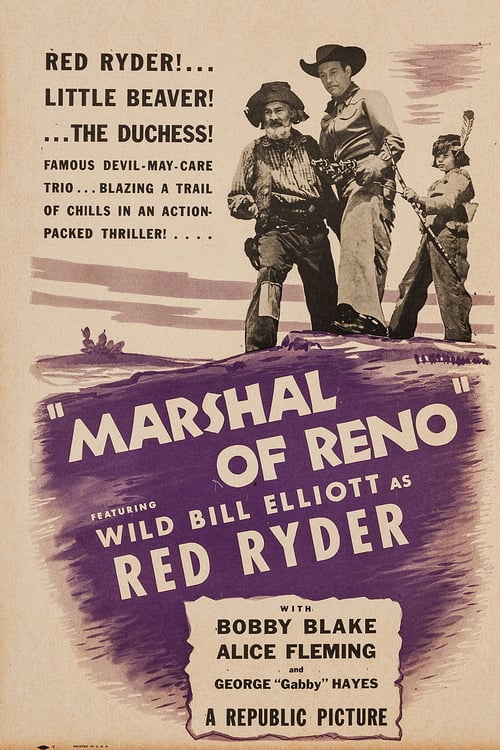 RED RYDER!...
LITTLE BEAVER!
...THE DUCHESS!
FAMOUS DEVIL-MAY-CARE
TRIO...BLAZING A TRAIL
OF CHILLS IN AN ACTION-
PACKED THRILLER! ....
"MARSHAL
OF RENO"
FEATURING
WILD BILL ELLIOTT AS
RED RYDER
WITH
BOBBY BLAKE
ALICE FLEMING
and
GEORGE "Gabby" HAYES
A REPUBLIC PICTURE
PRINTED IN U.S.A.